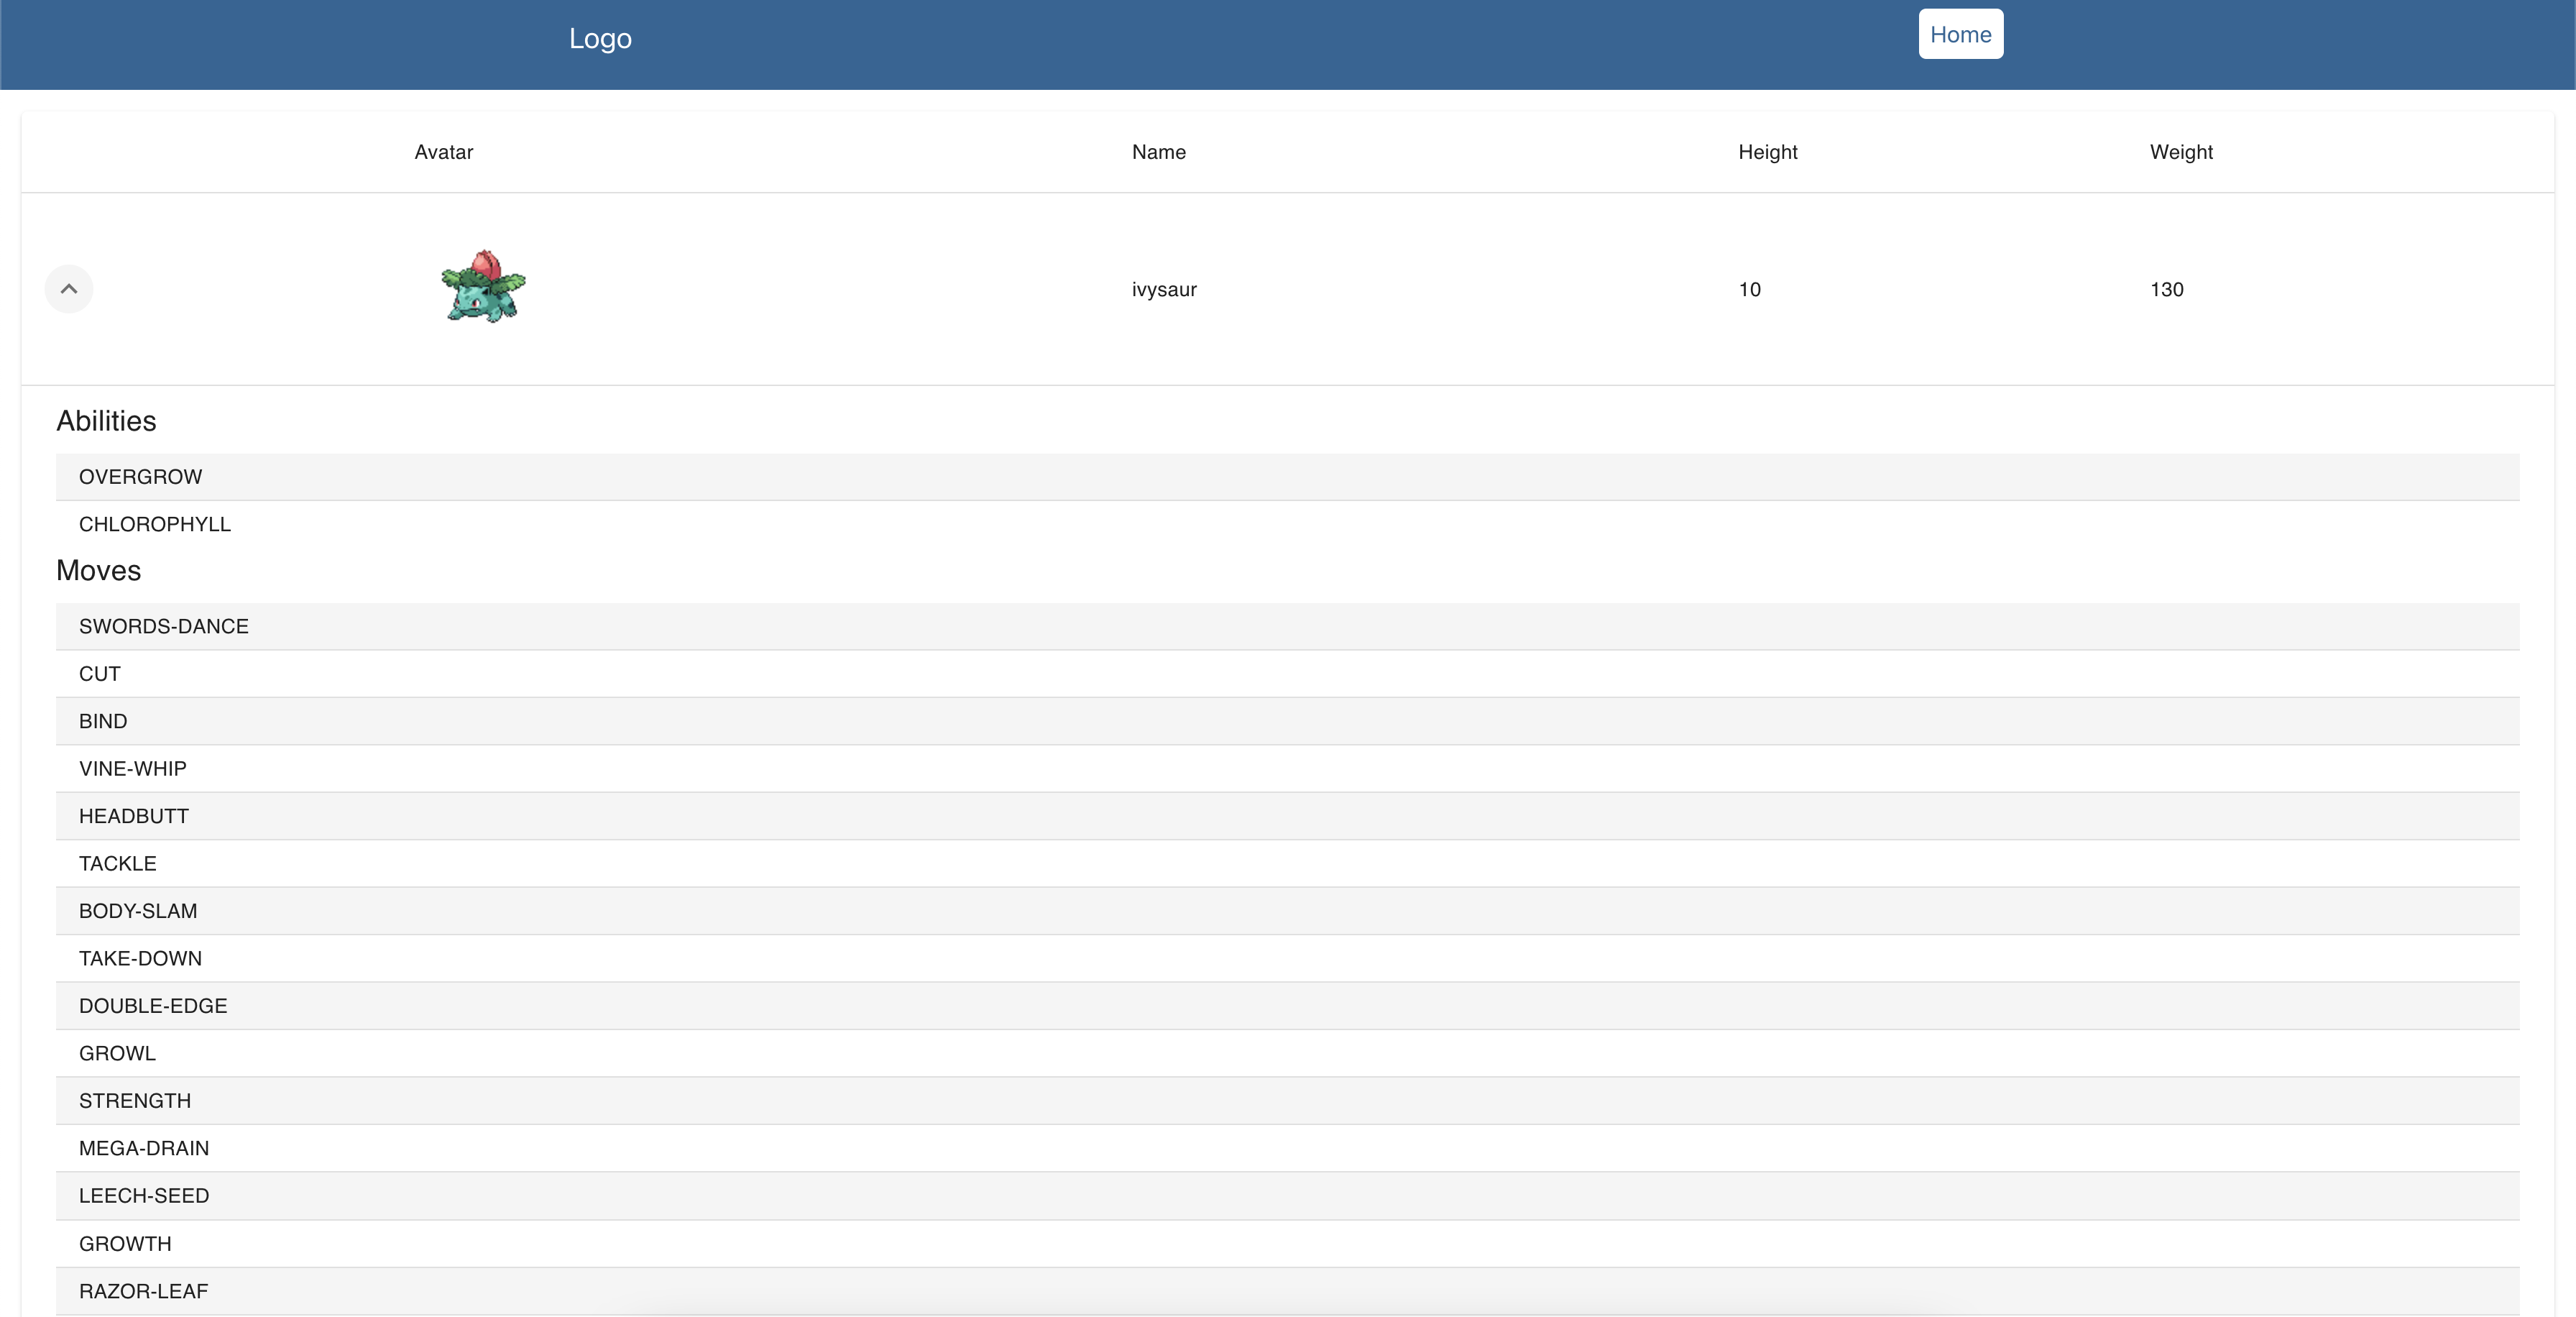 Logo Home
Avatar Name Height Weight
ivysaur 10 130
Abilities
OVERGROW
CHLOROPHYLL
Moves
SWORDS-DANCE
CUT
BIND
VINE-WHIP
HEADBUTT
TACKLE
BODY-SLAM
TAKE-DOWN
DOUBLE-EDGE
GROWL
STRENGTH
MEGA-DRAIN
LEECH-SEED
GROWTH
RAZOR-LEAF